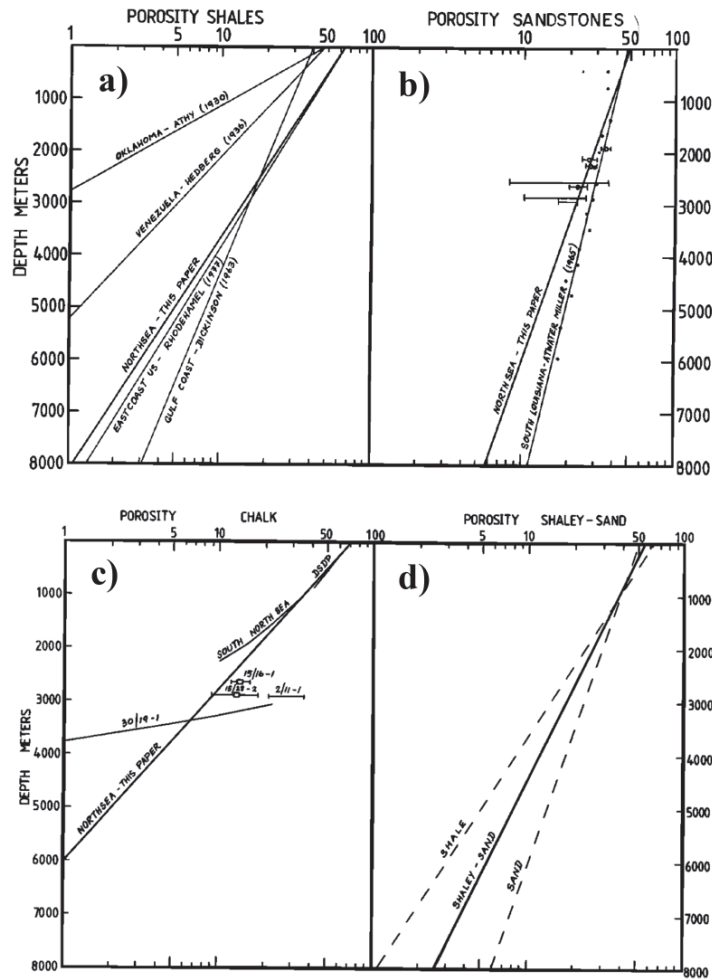 POROSITY SHALES
1 5 10 50 100
a)
1000
2000
3000
4000
5000
6000
7000
8000
DEPTH METERS
OKLAHOMA - ATHY (1930)
VENEZUELA - HEDBERG (1936)
NORTHSEA - THIS PAPER
EASTCOAST US - RHODEHAMEL (1977)
GULF COAST - DICKINSON (1963)
POROSITY SANDSTONES
10 50 100
b)
1000
2000
3000
4000
5000
6000
7000
8000
NORTH SEA - THIS PAPER
SOUTH LOUISIANA - ATWATER MILLER (1965)
POROSITY CHALK
1 5 10 50 100
c)
1000
2000
3000
4000
5000
6000
7000
8000
DEPTH METERS
DSDP
SOUTH NORTH SEA
15/16-1
2/11-1
30/19-1
NORTHSEA - THIS PAPER
POROSITY SHALEY-SAND
5 10 50 100
d)
1000
2000
3000
4000
5000
6000
7000
8000
SHALE
SHALEY-SAND
SAND